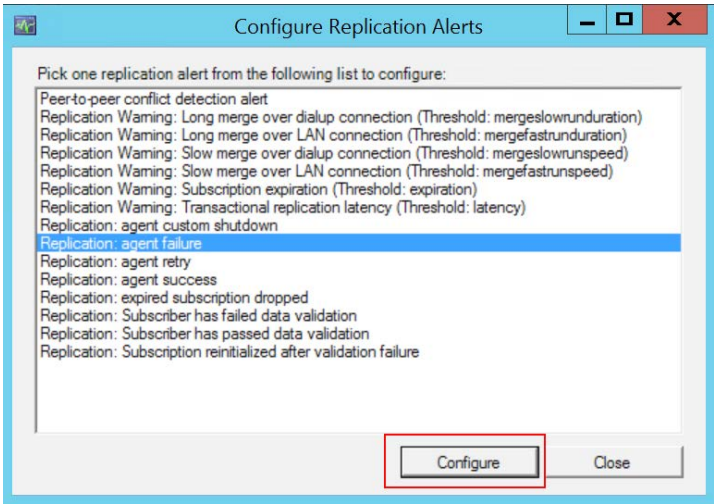 Configure Replication Alerts
Pick one replication alert from the following list to configure:
Peer-to-peer conflict detection alert
Replication Warning: Long merge over dialup connection (Threshold: mergeslowrunduration)
Replication Warning: Long merge over LAN connection (Threshold: mergefastrunduration)
Replication Warning: Slow merge over dialup connection (Threshold: mergeslowrunspeed)
Replication Warning: Slow merge over LAN connection (Threshold: mergefastrunspeed)
Replication Warning: Subscription expiration (Threshold: expiration)
Replication Warning: Transactional replication latency (Threshold: latency)
Replication: agent custom shutdown
Replication: agent failure
Replication: agent retry
Replication: agent success
Replication: expired subscription dropped
Replication: Subscriber has failed data validation
Replication: Subscriber has passed data validation
Replication: Subscription reinitialized after validation failure
Configure Close